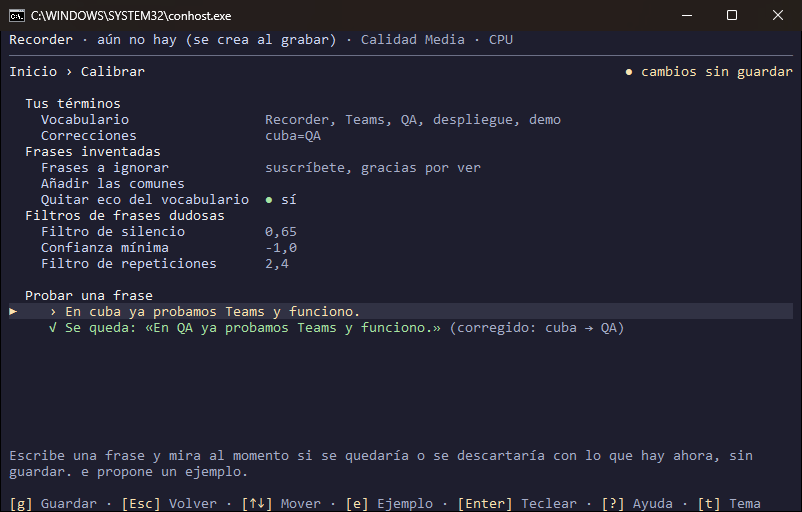 C:\WINDOWS\SYSTEM32\conhost.exe
Recorder · aún no hay (se crea al grabar) · Calidad Media · CPU
Inicio › Calibrar ● cambios sin guardar
Tus términos
Vocabulario Recorder, Teams, QA, despliegue, demo
Correcciones cuba=QA
Frases inventadas
Frases a ignorar suscríbete, gracias por ver
Añadir las comunes
Quitar eco del vocabulario ● sí
Filtros de frases dudosas
Filtro de silencio 0,65
Confianza mínima -1,0
Filtro de repeticiones 2,4
Probar una frase
► › En cuba ya probamos Teams y funciono.
√ Se queda: «En QA ya probamos Teams y funciono.» (corregido: cuba → QA)
Escribe una frase y mira al momento si se quedaría o se descartaría con lo que hay ahora, sin
guardar. e propone un ejemplo.
[g] Guardar · [Esc] Volver · [↑↓] Mover · [e] Ejemplo · [Enter] Teclear · [?] Ayuda · [t] Tema